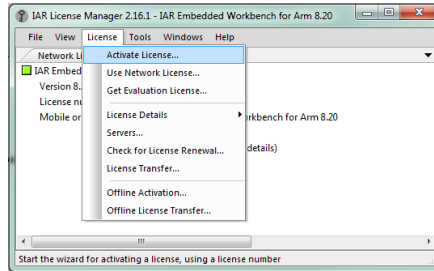 IAR License Manager 2.16.1 - IAR Embedded Workbench for Arm 8.20
File View License Tools Windows Help
Network Li
Activate License...
IAR Embed
Use Network License...
Version 8.
Get Evaluation License...
License nu
Mobile or
License Details
rkbench for Arm 8.20
Servers...
Check for License Renewal...
details)
License Transfer...
Offline Activation...
Offline License Transfer...
Start the wizard for activating a license, using a license number